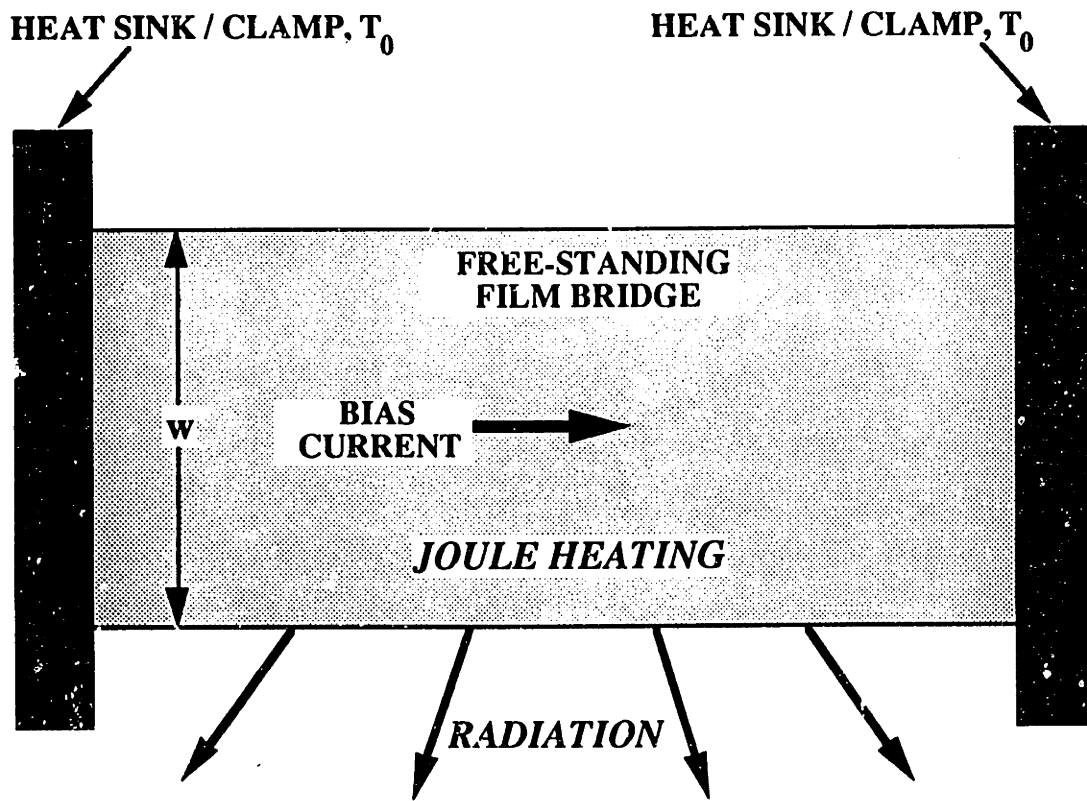 HEAT SINK / CLAMP, T0
HEAT SINK / CLAMP, T0
FREE-STANDING
FILM BRIDGE
W
BIAS
CURRENT
JOULE HEATING
RADIATION